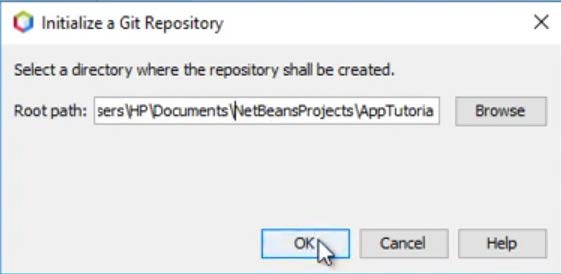 Initialize a Git Repository
Select a directory where the repository shall be created.
Root path: sers\HP\Documents\NetBeansProjects\AppTutoria Browse
OK Cancel Help